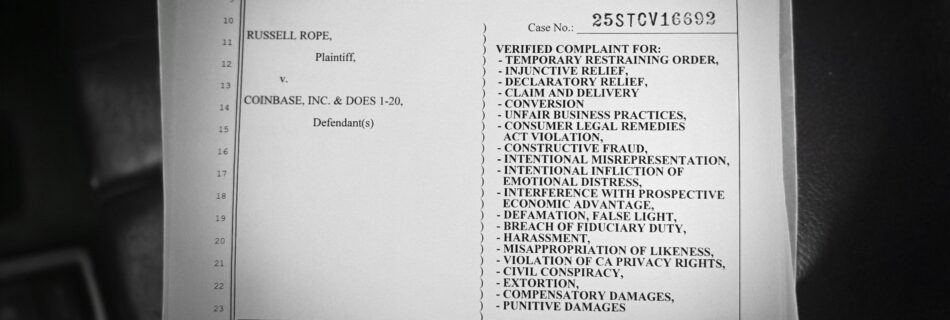 10
25STCV16692
11 RUSSELL ROPE,
Case No.:
12 Plaintiff,
VERIFIED COMPLAINT FOR:
- TEMPORARY RESTRAINING ORDER,
13 v.
- INJUNCTIVE RELIEF,
- DECLARATORY RELIEF,
14 COINBASE, INC. & DOES 1-20,
- CLAIM AND DELIVERY
- CONVERSION
15 Defendant(s)
- UNFAIR BUSINESS PRACTICES,
- CONSUMER LEGAL REMEDIES
ACT VIOLATION,
16
- CONSTRUCTIVE FRAUD,
17
- INTENTIONAL MISREPRESENTATION,
- INTENTIONAL INFLICTION OF
18
EMOTIONAL DISTRESS,
- INTERFERENCE WITH PROSPECTIVE
ECONOMIC ADVANTAGE,
19
- DEFAMATION, FALSE LIGHT,
- BREACH OF FIDUCIARY DUTY,
20
- HARASSMENT,
- MISAPPROPRIATION OF LIKENESS,
21
- VIOLATION OF CA PRIVACY RIGHTS,
- CIVIL CONSPIRACY,
22
- EXTORTION,
- COMPENSATORY DAMAGES,
23
- PUNITIVE DAMAGES